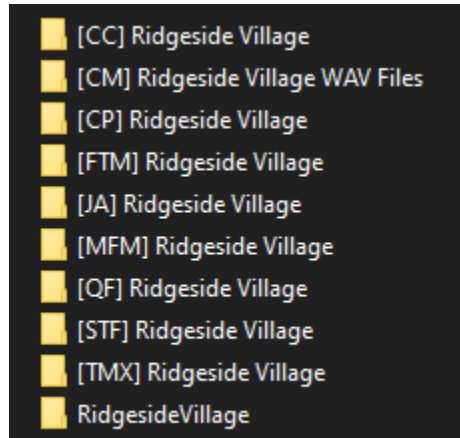 [CC] Ridgeside Village
[CM] Ridgeside Village WAV Files
[CP] Ridgeside Village
[FTM] Ridgeside Village
[JA] Ridgeside Village
[MFM] Ridgeside Village
[QF] Ridgeside Village
[STF] Ridgeside Village
[TMX] Ridgeside Village
RidgesideVillage